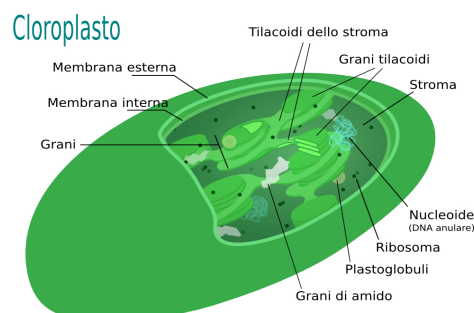 Cloroplasto
Tilacoidi dello stroma
Grani tilacoidi
Membrana esterna
Stroma
Membrana interna
Grani
Nucleoide
(DNA anulare)
Ribosoma
Plastoglobuli
Grani di amido